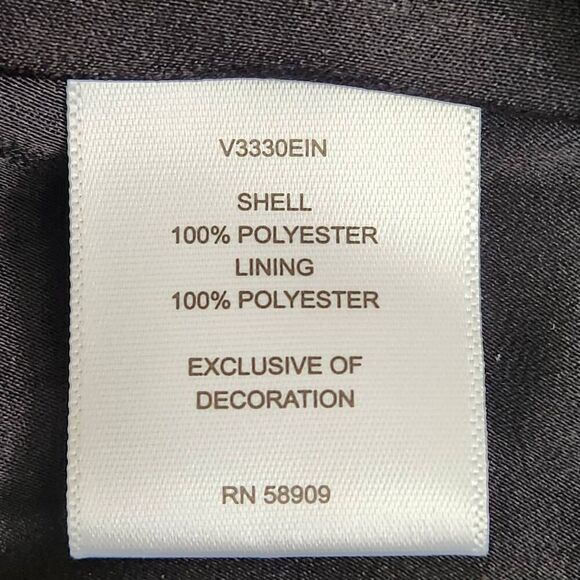 V3330EIN
SHELL
100% POLYESTER
LINING
100% POLYESTER
EXCLUSIVE OF
DECORATION
RN 58909